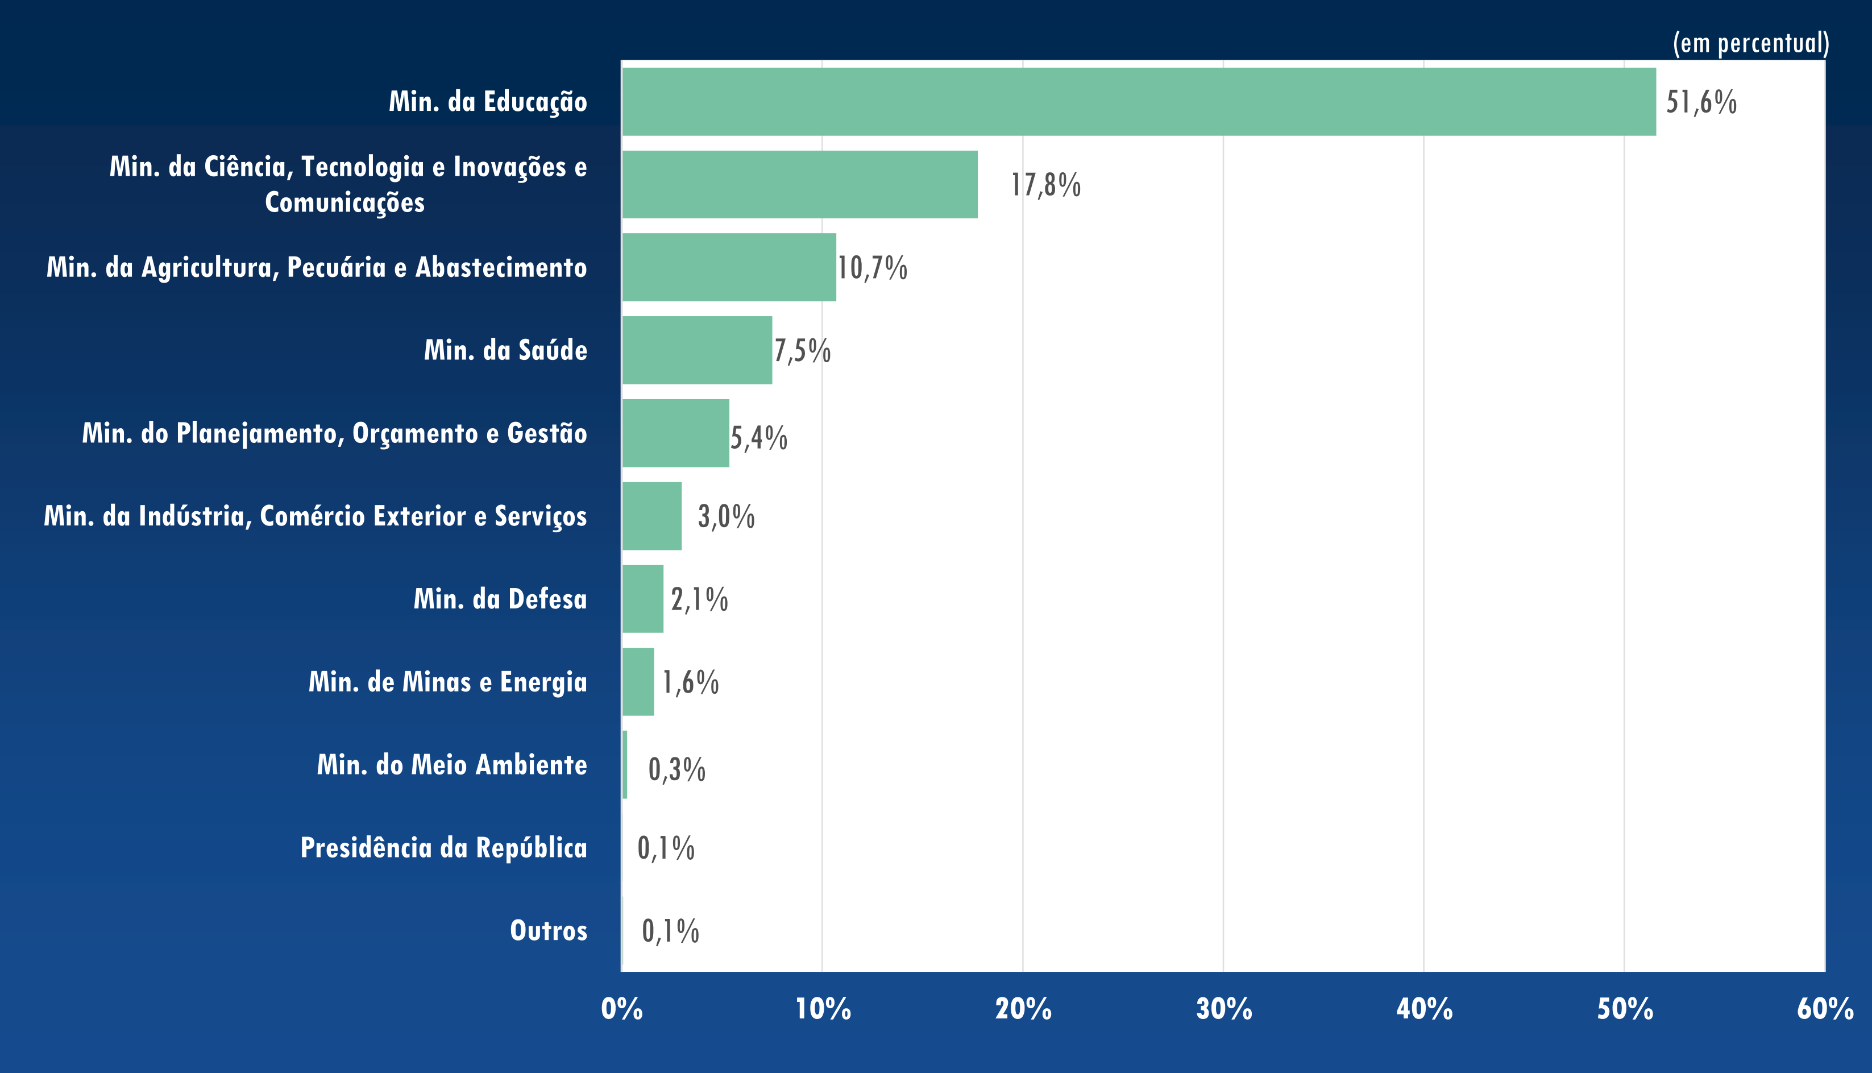 (em percentual)
Min. da Educação
51,6%
Min. da Ciência, Tecnologia e Inovações e
Comunicações
17,8%
Min. da Agricultura, Pecuária e Abastecimento
10,7%
Min. da Saúde
7,5%
Min. do Planejamento, Orçamento e Gestão
5,4%
Min. da Indústria, Comércio Exterior e Serviços
3,0%
Min. da Defesa
2,1%
Min. de Minas e Energia
1,6%
Min. do Meio Ambiente
0,3%
Presidência da República
0,1%
Outros
0,1%
0% 10% 20% 30% 40% 50% 60%